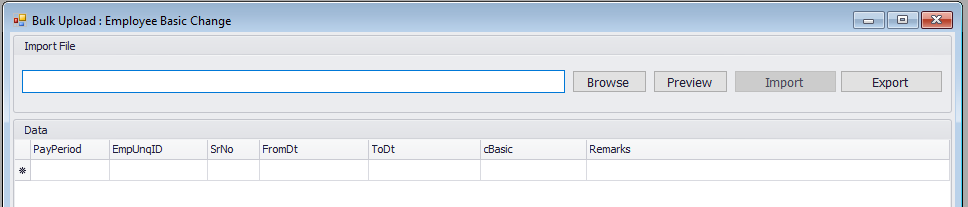 Bulk Upload : Employee Basic Change
Import File
Browse Preview Import Export
Data
PayPeriod EmpUnqID SrNo FromDt ToDt cBasic Remarks